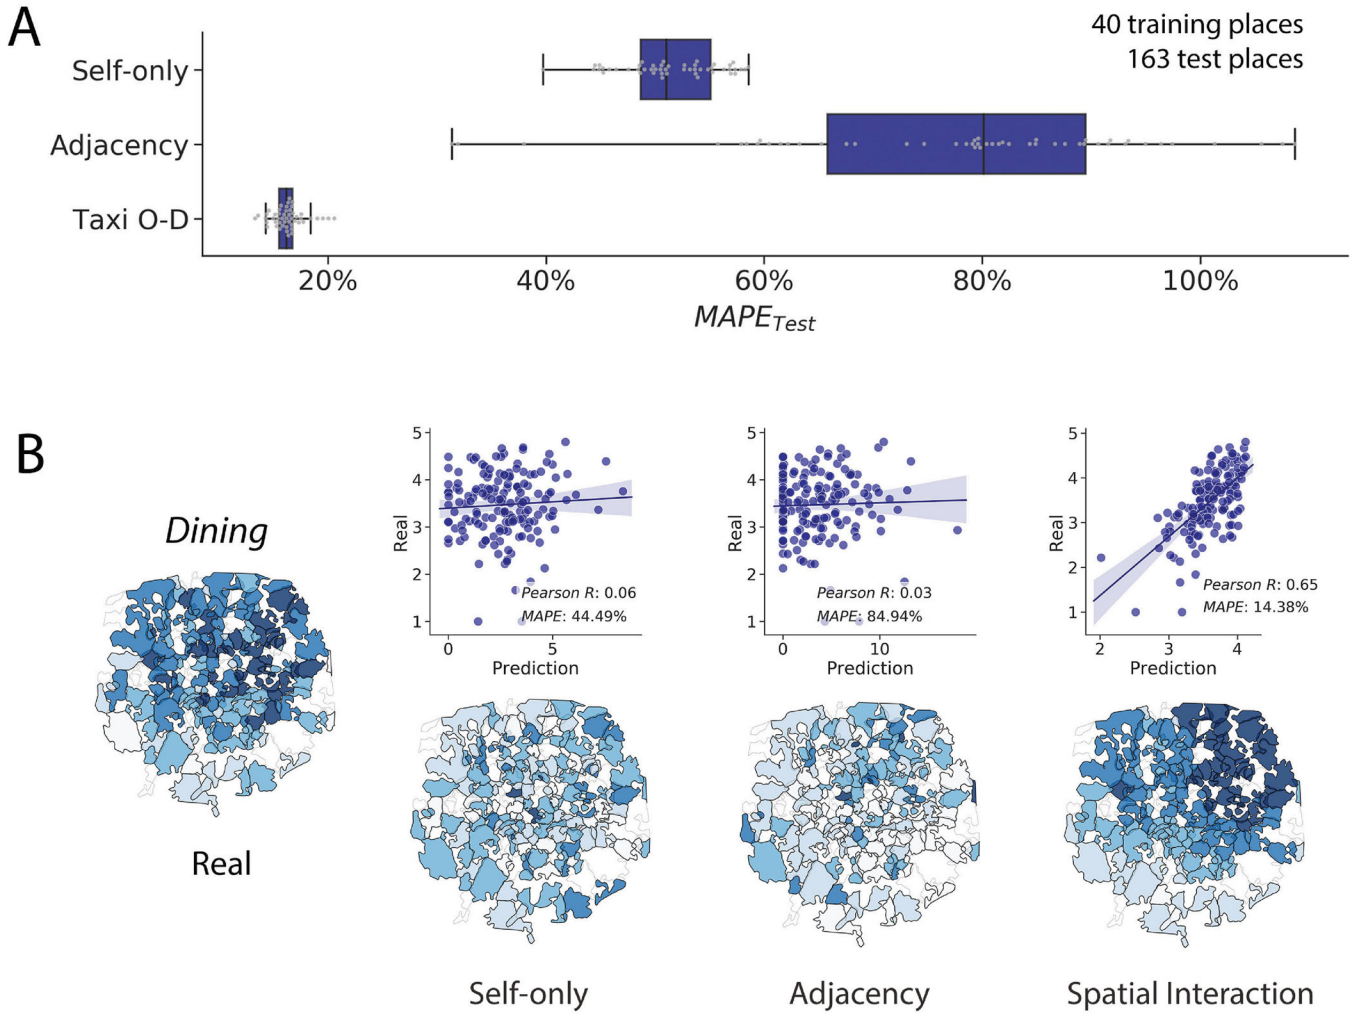 A
40 training places
163 test places
Self-only
Adjacency
Taxi O-D
20% 40% 60% 80% 100%
MAPE_Test
B
Dining
Real
5
4
3
2
1
Real
Pearson R: 0.06
MAPE: 44.49%
0 5
Prediction
5
4
3
2
1
Real
Pearson R: 0.03
MAPE: 84.94%
0 10
Prediction
5
4
3
2
1
Real
Pearson R: 0.65
MAPE: 14.38%
2 3 4
Prediction
Self-only
Adjacency
Spatial Interaction